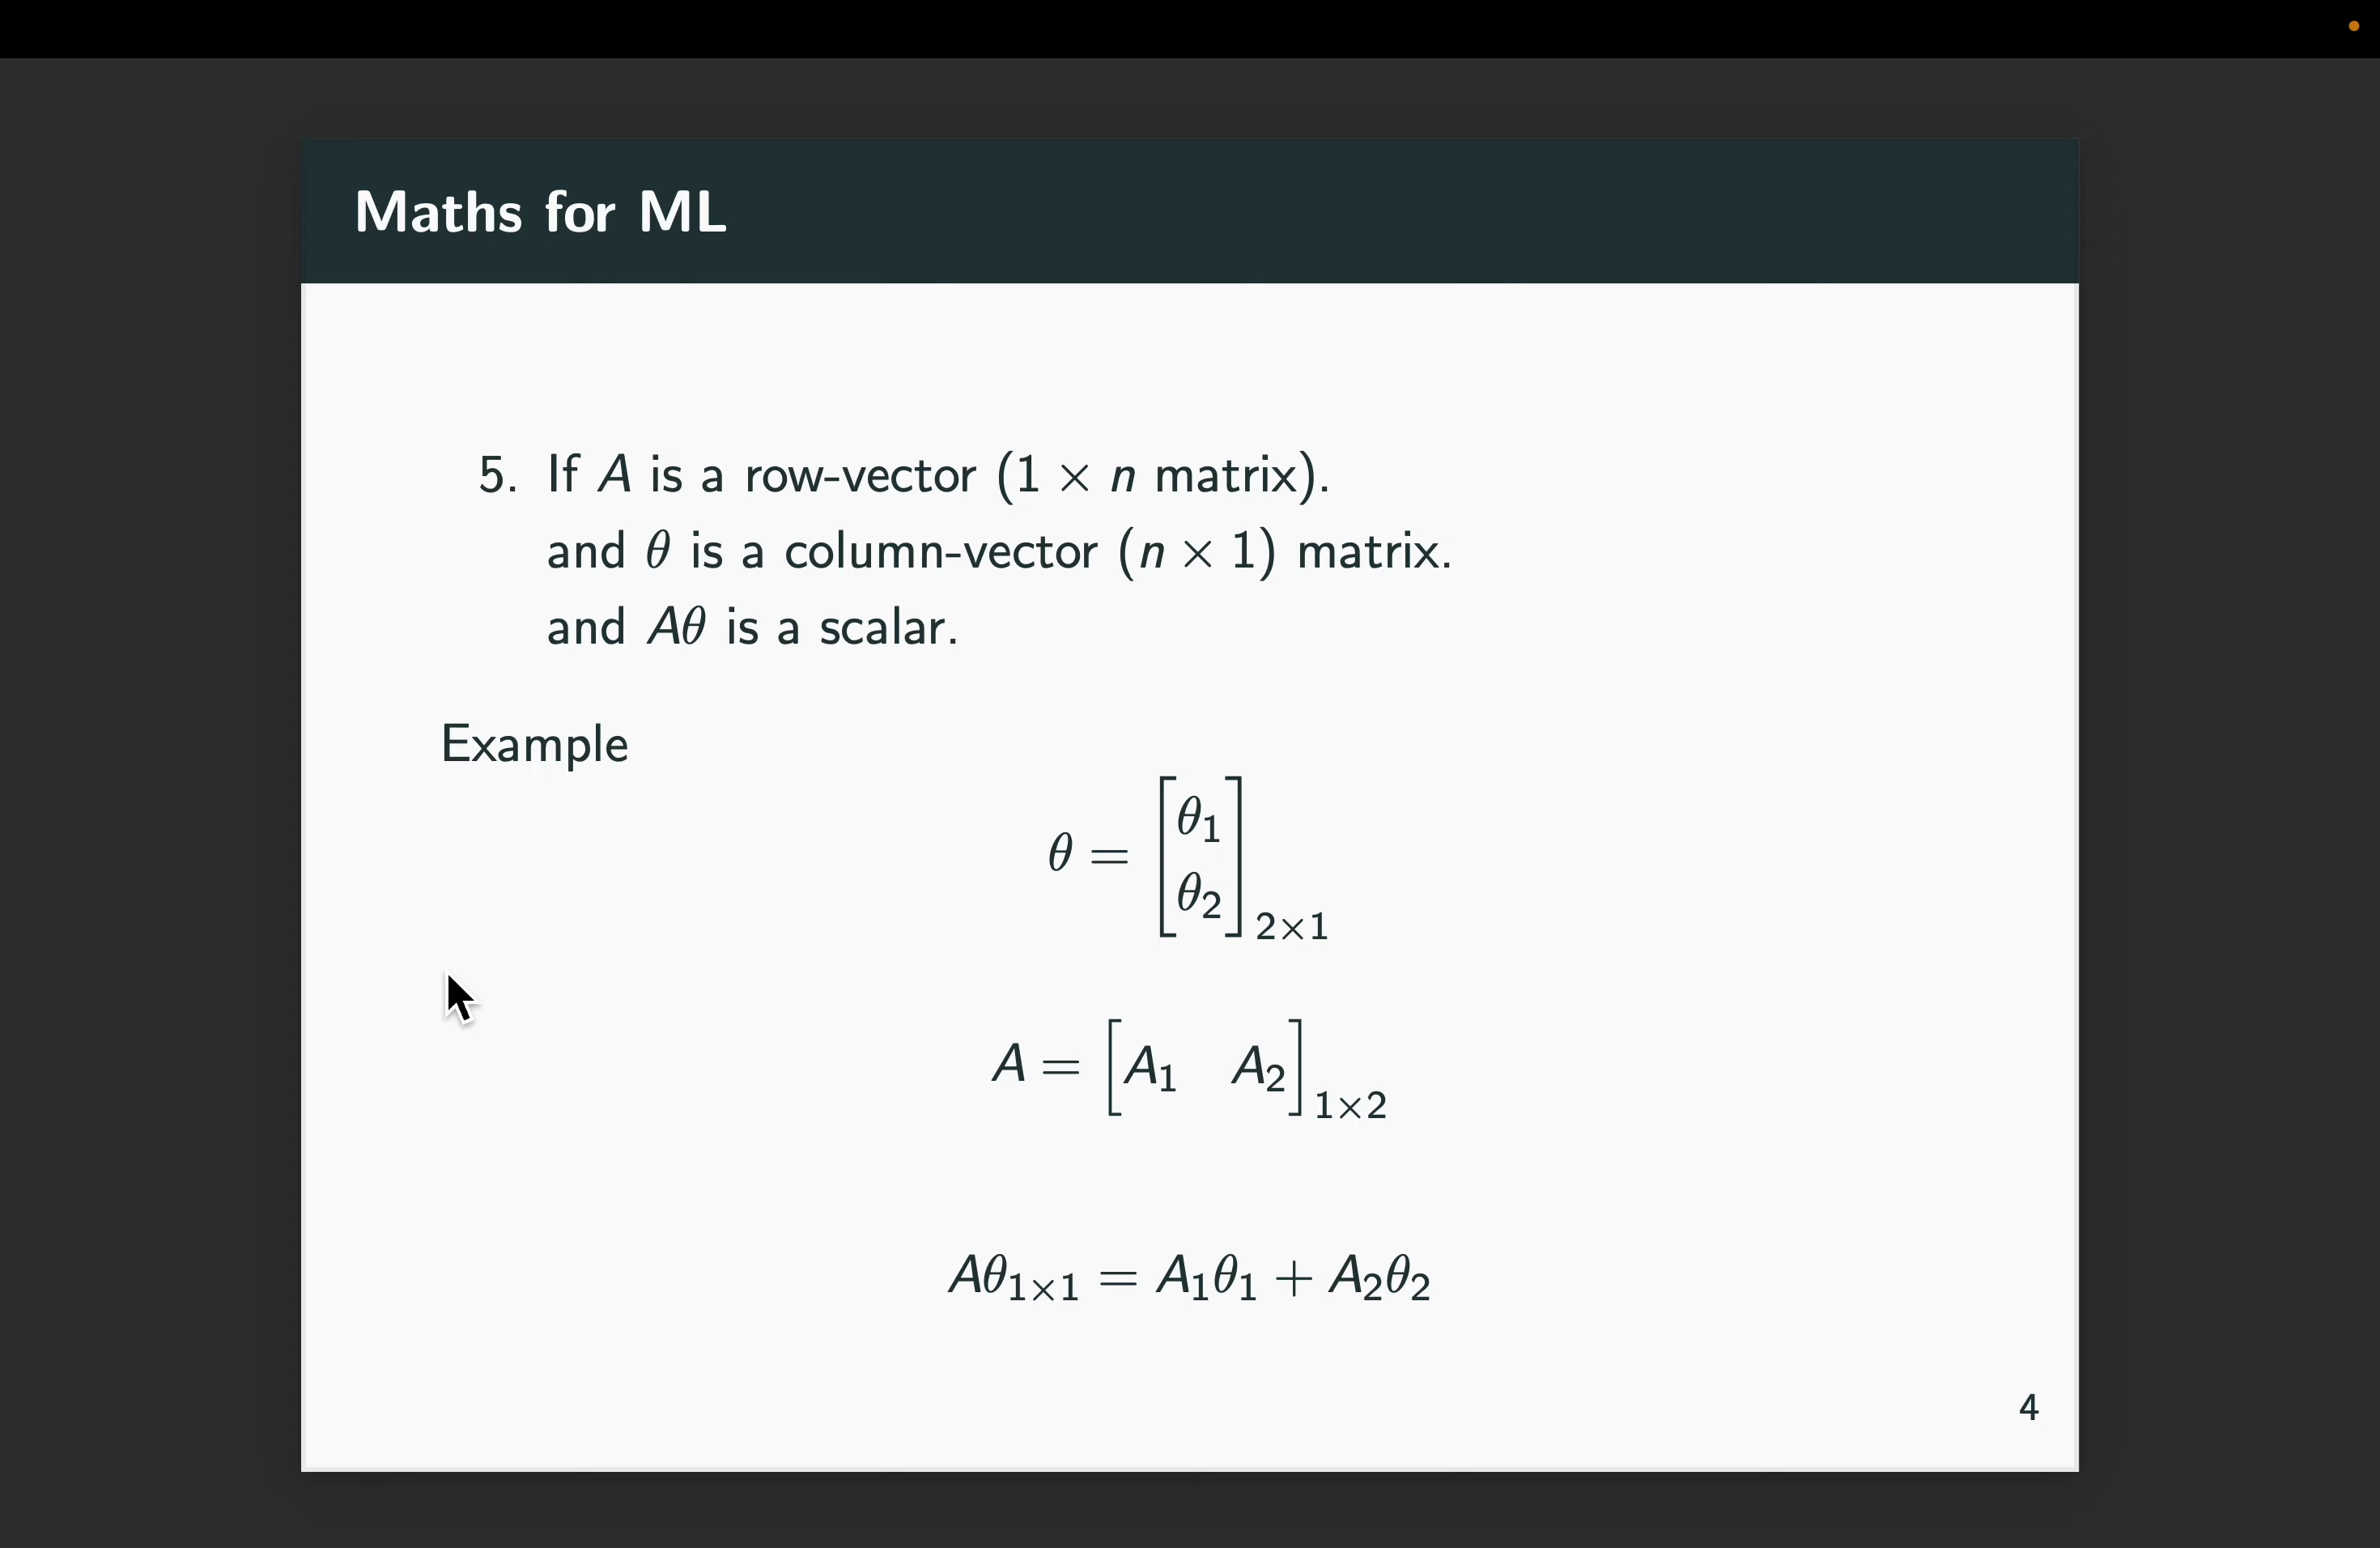 Maths for ML
5. If A is a row-vector (1 × n matrix).
and θ is a column-vector (n × 1) matrix.
and Aθ is a scalar.
Example
θ = [θ₁ θ₂]₂×₁
A = [A₁ A₂]₁×₂
Aθ₁×₁ = A₁θ₁ + A₂θ₂
4